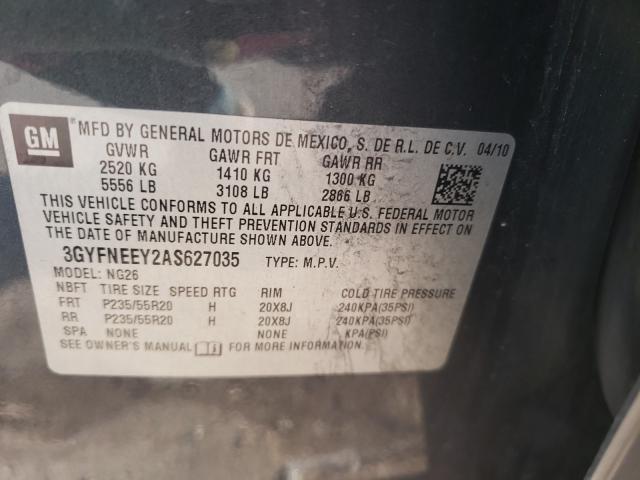 GM MFD BY GENERAL MOTORS DE MEXICO, S. DE R.L. DE C.V. 04/10
GVWR GAWR FRT GAWR RR
2520 KG 1410 KG 1300 KG
5556 LB 3108 LB 2866 LB
THIS VEHICLE CONFORMS TO ALL APPLICABLE U.S. FEDERAL MOTOR
VEHICLE SAFETY AND THEFT PREVENTION STANDARDS IN EFFECT ON THE DATE
OF MANUFACTURE SHOWN ABOVE.
3GYFNEEY2AS627035 TYPE: M.P.V.
MODEL: NG26
NBFT TIRE SIZE SPEED RTG RIM COLD TIRE PRESSURE
FRT P235/55R20 H 20X8J 240KPA(35PSI)
RR P235/55R20 H 20X8J 240KPA(35PSI)
SPA NONE NONE KPA(PSI)
SEE OWNER'S MANUAL FOR MORE INFORMATION.